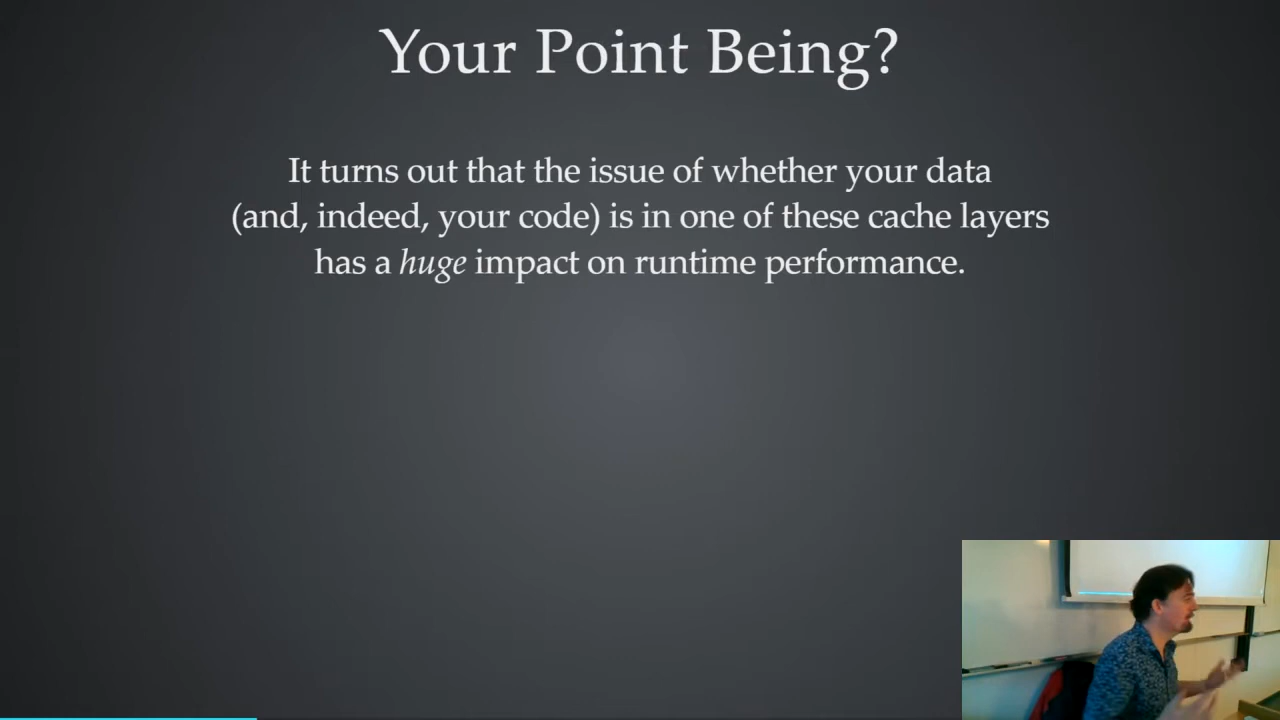 Your Point Being?
It turns out that the issue of whether your data
(and, indeed, your code) is in one of these cache layers
has a huge impact on runtime performance.